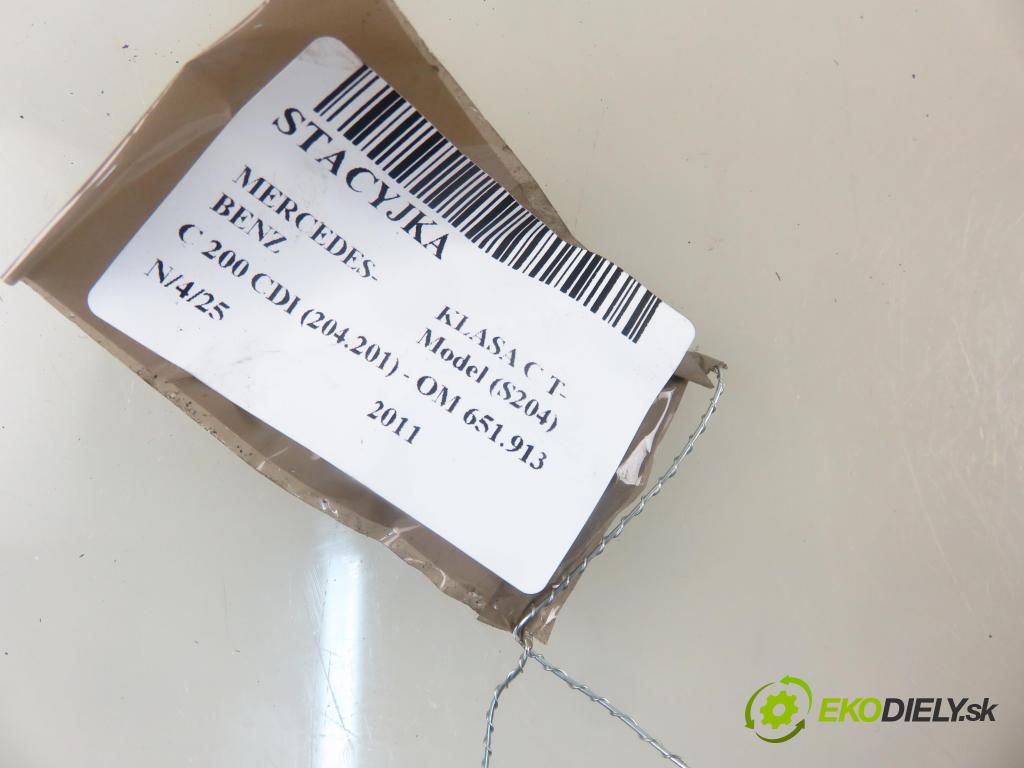 STACYJKA
MERCEDES-
BENZ
KLASA C T-
Model (S204)
C 200 CDI (204.201) - OM 651.913
N/4/25
2011
EKODIELY.sk